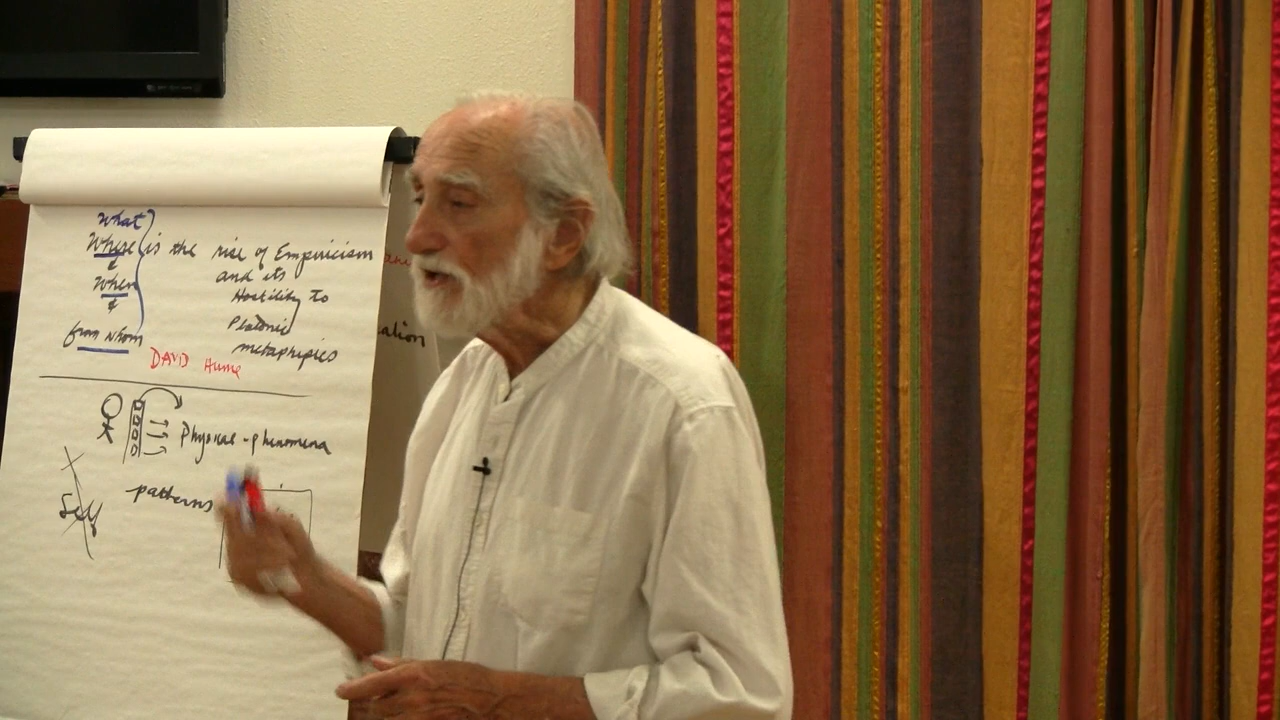 What
Where is the rise of Empiricism
&
and its
When
Hostility to
&
Platonic
from whom
metaphipics
DAVID Hume
Physical-phenomena
patterns
Self
ation